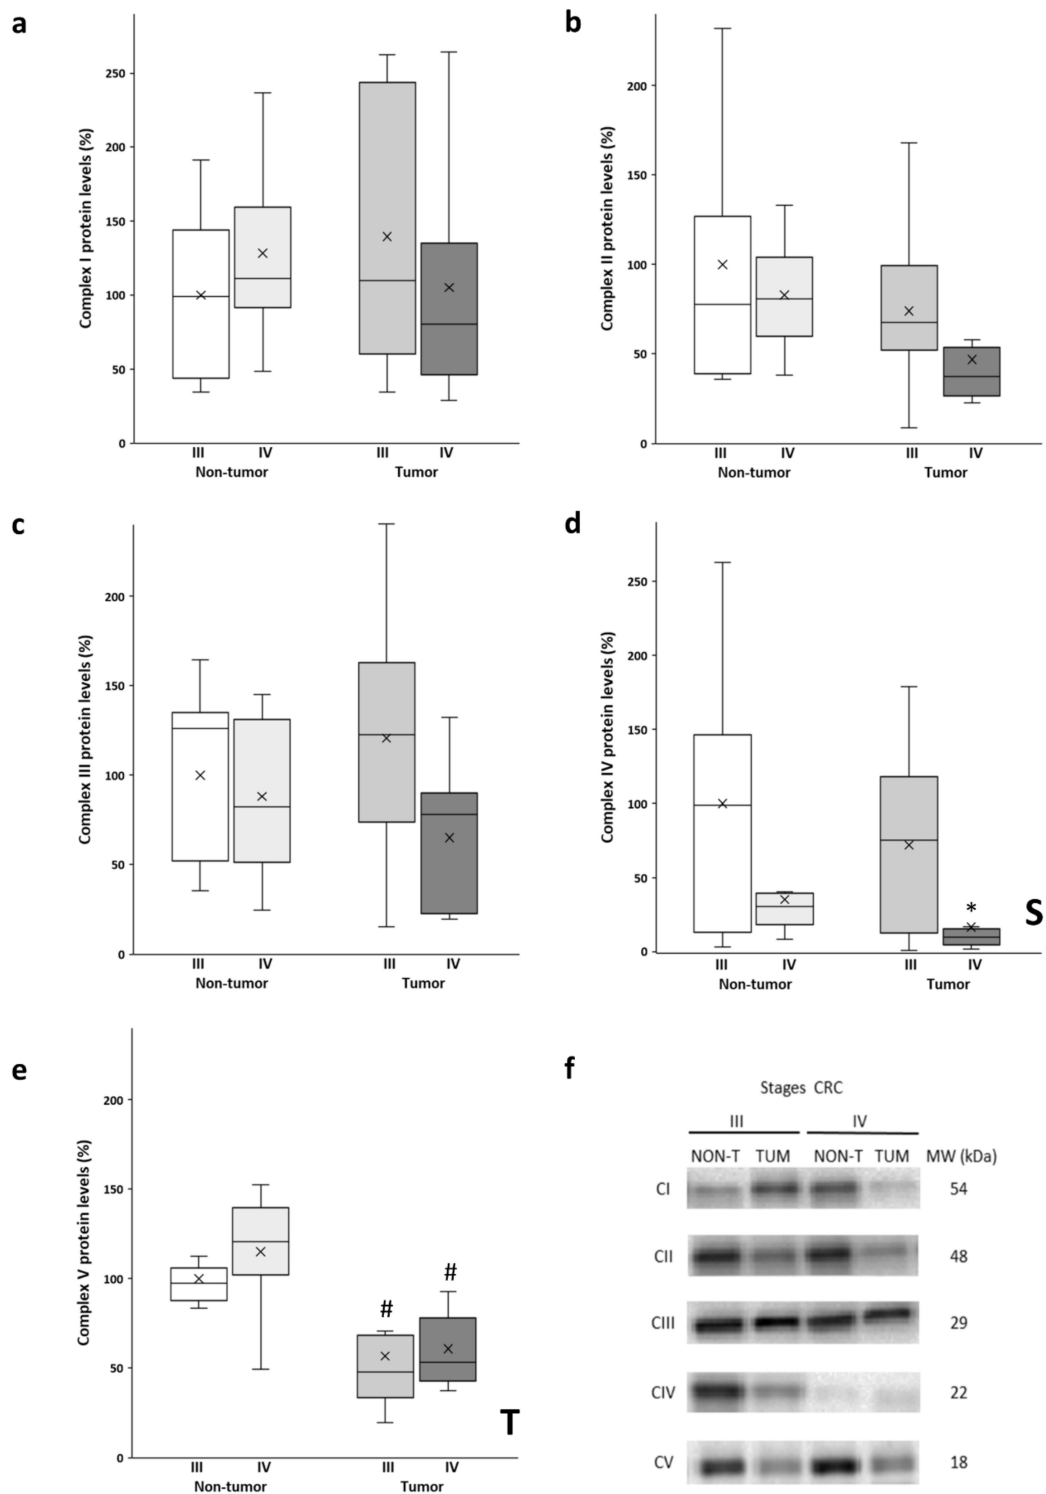 a
Complex I protein levels (%)
250
200
150
100
50
0
III IV III IV
Non-tumor Tumor
b
Complex II protein levels (%)
200
150
100
50
0
III IV III IV
Non-tumor Tumor
c
Complex III protein levels (%)
200
150
100
50
0
III IV III IV
Non-tumor Tumor
d
Complex IV protein levels (%)
250
200
150
100
50
0
*
S
III IV III IV
Non-tumor Tumor
e
Complex V protein levels (%)
200
150
100
50
0
# #
T
III IV III IV
Non-tumor Tumor
f
Stages CRC
III IV
NON-T TUM NON-T TUM MW (kDa)
CI 54
CII 48
CIII 29
CIV 22
CV 18